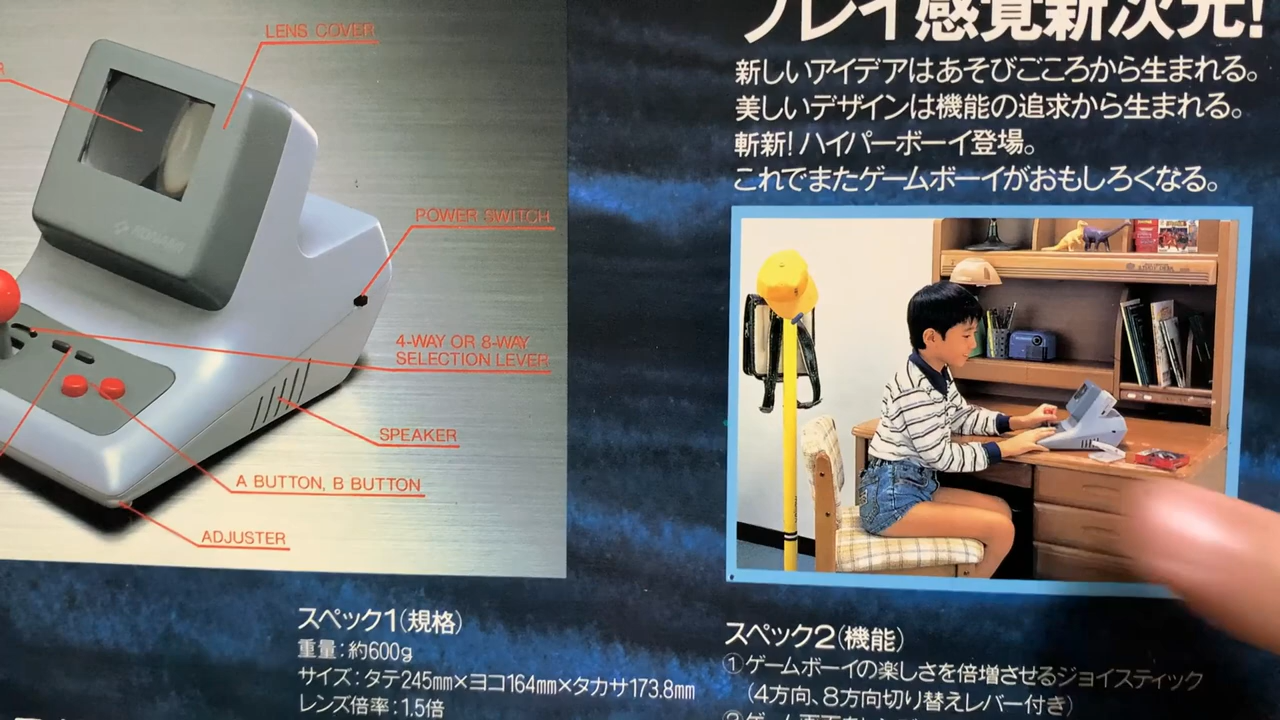 LENS COVER
POWER SWITCH
4-WAY OR 8-WAY
SELECTION LEVER
SPEAKER
A BUTTON, B BUTTON
ADJUSTER
KONAMI
プレイ感覚新次元!
新しいアイデアはあそびごころから生まれる。
美しいデザインは機能の追求から生まれる。
斬新!ハイパーボーイ登場。
これでまたゲームボーイがおもしろくなる。
スペック1(規格)
重量:約600g
サイズ:タテ245mm×ヨコ164mm×タカサ173.8mm
レンズ倍率:1.5倍
スペック2(機能)
①ゲームボーイの楽しさを倍増させるジョイスティック
(4方向、8方向切り替えレバー付き)